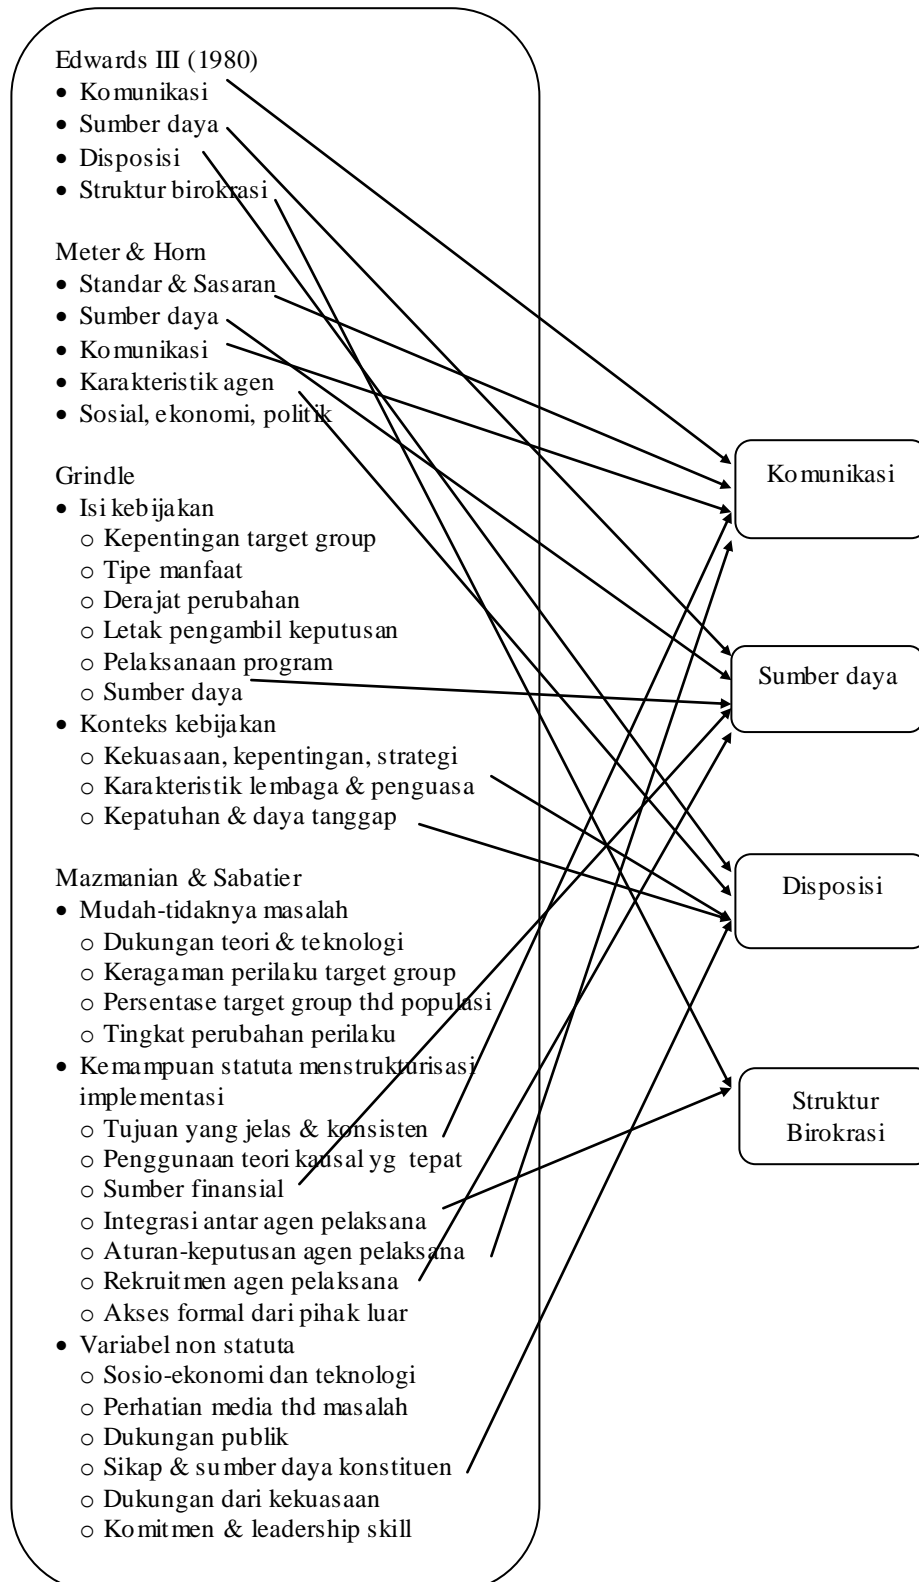 Edwards III (1980)
• Komunikasi
• Sumber daya
• Disposisi
• Struktur birokrasi
Meter & Horn
• Standar & Sasaran
• Sumber daya
• Komunikasi
• Karakteristik agen
• Sosial, ekonomi, politik
Grindle
• Isi kebijakan
o Kepentingan target group
o Tipe manfaat
o Derajat perubahan
o Letak pengambil keputusan
o Pelaksanaan program
o Sumber daya
• Konteks kebijakan
o Kekuasaan, kepentingan, strategi
o Karakteristik lembaga & penguasa
o Kepatuhan & daya tanggap
Mazmanian & Sabatier
• Mudah-tidaknya masalah
o Dukungan teori & teknologi
o Keragaman perilaku target group
o Persentase target group thd populasi
o Tingkat perubahan perilaku
• Kemampuan statuta menstrukturisasi
implementasi
o Tujuan yang jelas & konsisten
o Penggunaan teori kausal yg tepat
o Sumber finansial
o Integrasi antar agen pelaksana
o Aturan-keputusan agen pelaksana
o Rekruitmen agen pelaksana
o Akses formal dari pihak luar
• Variabel non statuta
o Sosio-ekonomi dan teknologi
o Perhatian media thd masalah
o Dukungan publik
o Sikap & sumber daya konstituen
o Dukungan dari kekuasaan
o Komitmen & leadership skill
Komunikasi
Sumber daya
Disposisi
Struktur
Birokrasi